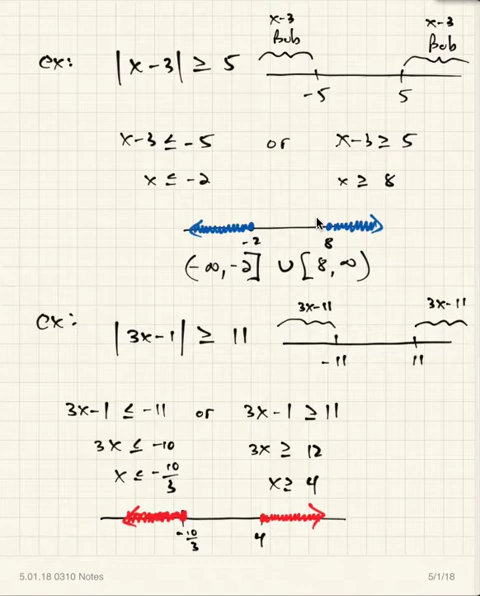 x-3 x-3
ex: |x-3| ≥ 5 Bob Bob
-5 5
x-3 ≤ -5 or x-3 ≥ 5
x ≤ -2 x ≥ 8
-2 8
(-∞, -2] ∪ [8, ∞)
ex: 3x-11 3x-11
|3x-1| ≥ 11
-11 11
3x-1 ≤ -11 or 3x-1 ≥ 11
3x ≤ -10 3x ≥ 12
x ≤ -10/3 x ≥ 4
-10/3 4
5.01.18 0310 Notes 5/1/18